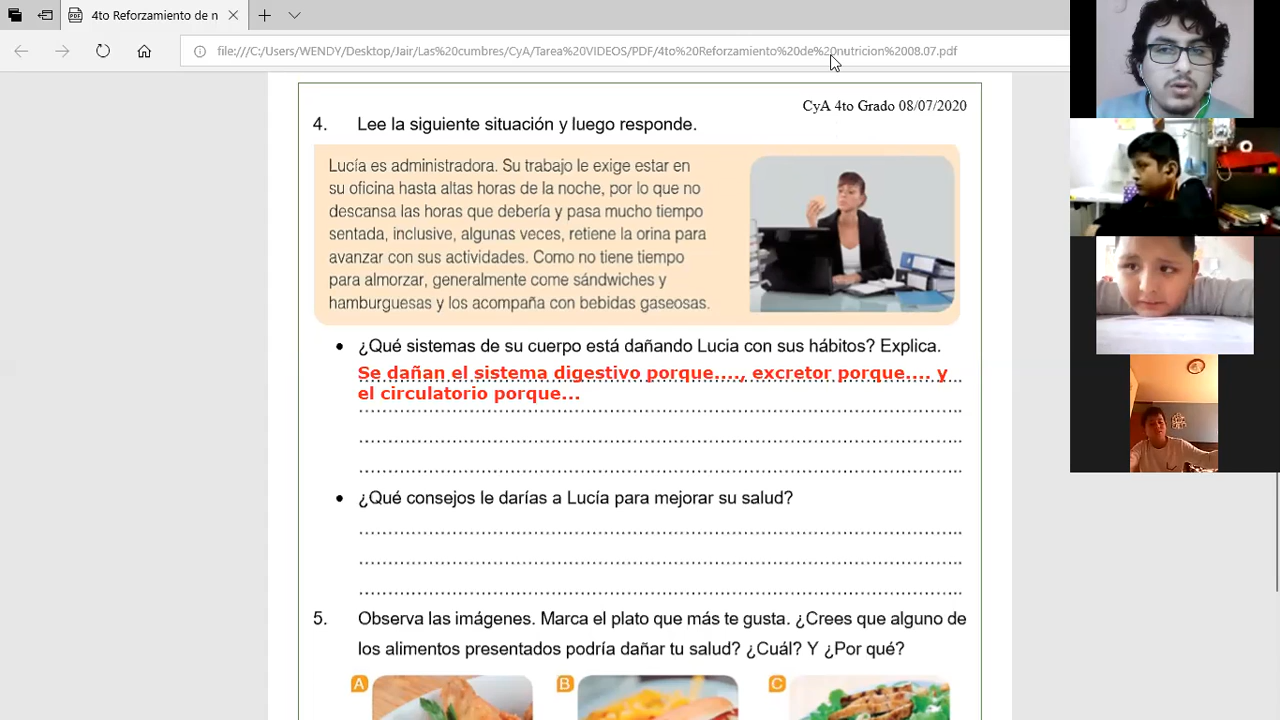 4to Reforzamiento de n
file:///C:/Users/WENDY/Desktop/Jair/Las%20cumbres/CyA/Tarea%20VIDEOS/PDF/4to%20Reforzamiento%20de%20nutricion%2008.07.pdf
CyA 4to Grado 08/07/2020
4. Lee la siguiente situación y luego responde.
Lucía es administradora. Su trabajo le exige estar en
su oficina hasta altas horas de la noche, por lo que no
descansa las horas que debería y pasa mucho tiempo
sentada, inclusive, algunas veces, retiene la orina para
avanzar con sus actividades. Como no tiene tiempo
para almorzar, generalmente come sándwiches y
hamburguesas y los acompaña con bebidas gaseosas.
• ¿Qué sistemas de su cuerpo está dañando Lucia con sus hábitos? Explica.
Se dañan el sistema digestivo porque...., excretor porque.... y
el circulatorio porque...
• ¿Qué consejos le darías a Lucía para mejorar su salud?
5. Observa las imágenes. Marca el plato que más te gusta. ¿Crees que alguno de
los alimentos presentados podría dañar tu salud? ¿Cuál? Y ¿Por qué?
A B C